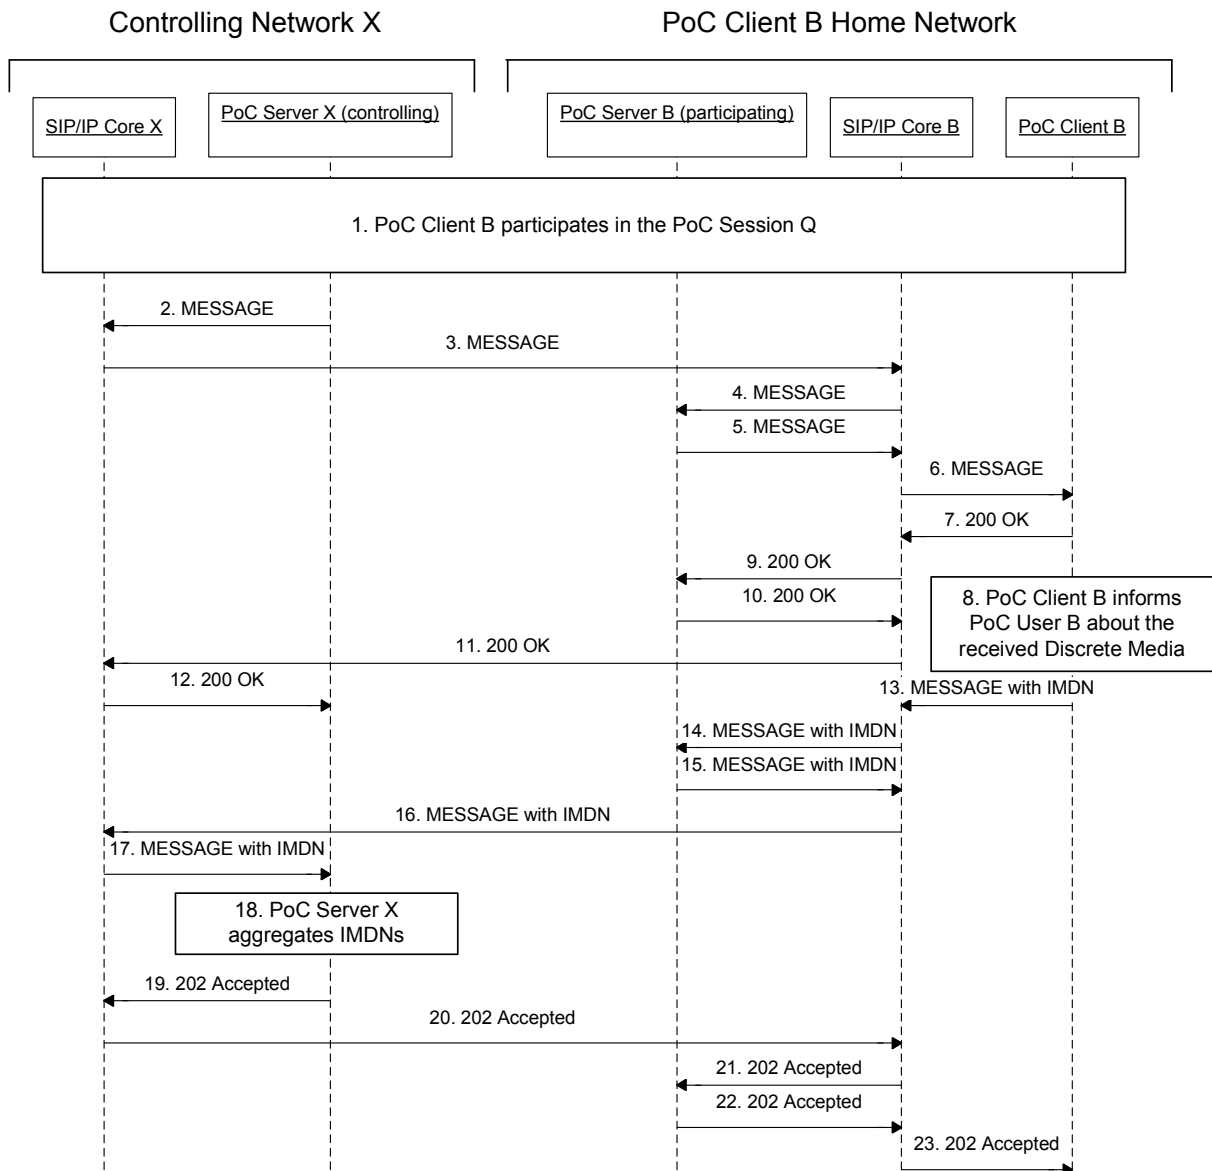 Controlling Network X
PoC Client B Home Network
SIP/IP Core X
PoC Server X (controlling)
PoC Server B (participating)
SIP/IP Core B
PoC Client B
1. PoC Client B participates in the PoC Session Q
2. MESSAGE
3. MESSAGE
4. MESSAGE
5. MESSAGE
6. MESSAGE
7. 200 OK
9. 200 OK
8. PoC Client B informs
PoC User B about the
received Discrete Media
10. 200 OK
11. 200 OK
12. 200 OK
13. MESSAGE with IMDN
14. MESSAGE with IMDN
15. MESSAGE with IMDN
16. MESSAGE with IMDN
17. MESSAGE with IMDN
18. PoC Server X
aggregates IMDNs
19. 202 Accepted
20. 202 Accepted
21. 202 Accepted
22. 202 Accepted
23. 202 Accepted